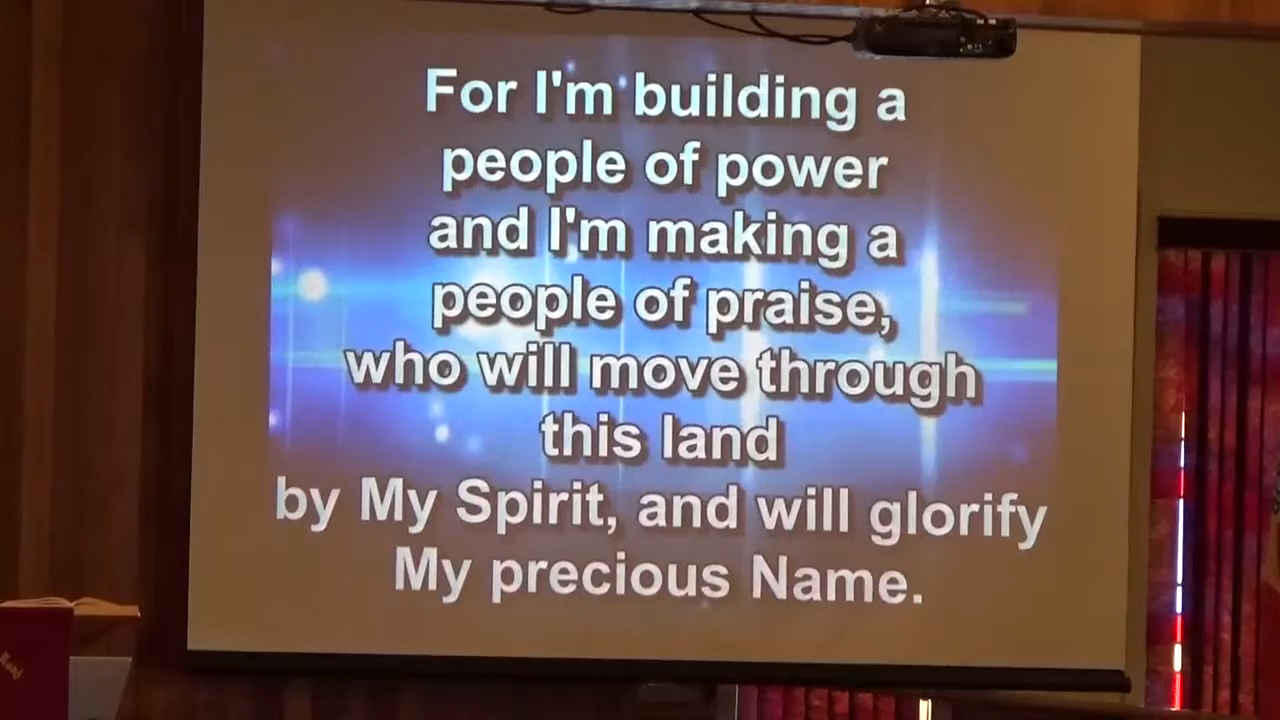 For I'm building a
people of power
and I'm making a
people of praise,
who will move through
this land
by My Spirit, and will glorify
My precious Name.